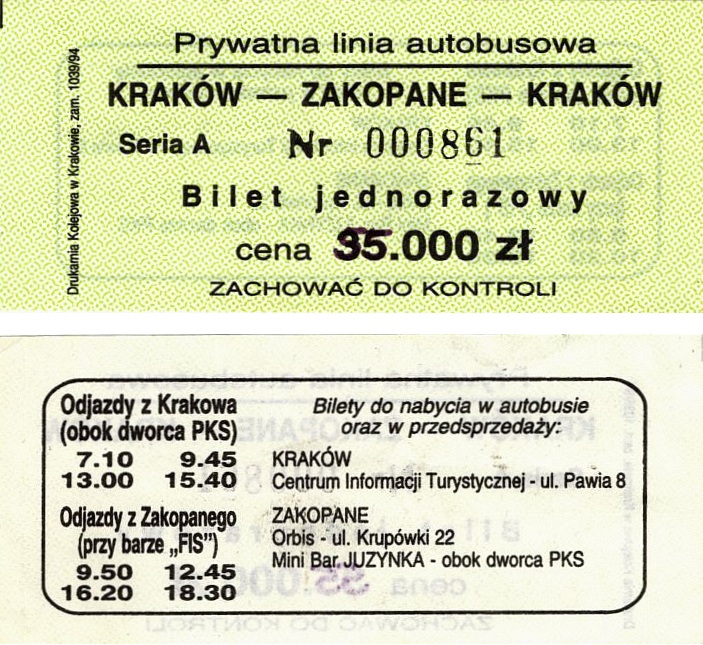 Prywatna linia autobusowa
KRAKÓW — ZAKOPANE — KRAKÓW
Seria A Nr 000861
Bilet jednorazowy
cena 35.000 zł
ZACHOWAĆ DO KONTROLI
Drukarnia Kolejowa w Krakowie, zam. 1039/94
Odjazdy z Krakowa
(obok dworca PKS)
7.10 9.45
13.00 15.40
Odjazdy z Zakopanego
(przy barze „FIS")
9.50 12.45
16.20 18.30
Bilety do nabycia w autobusie
oraz w przedsprzedaży:
KRAKÓW
Centrum Informacji Turystycznej - ul. Pawia 8
ZAKOPANE
Orbis - ul. Krupówki 22
Mini Bar JUZYNKA - obok dworca PKS